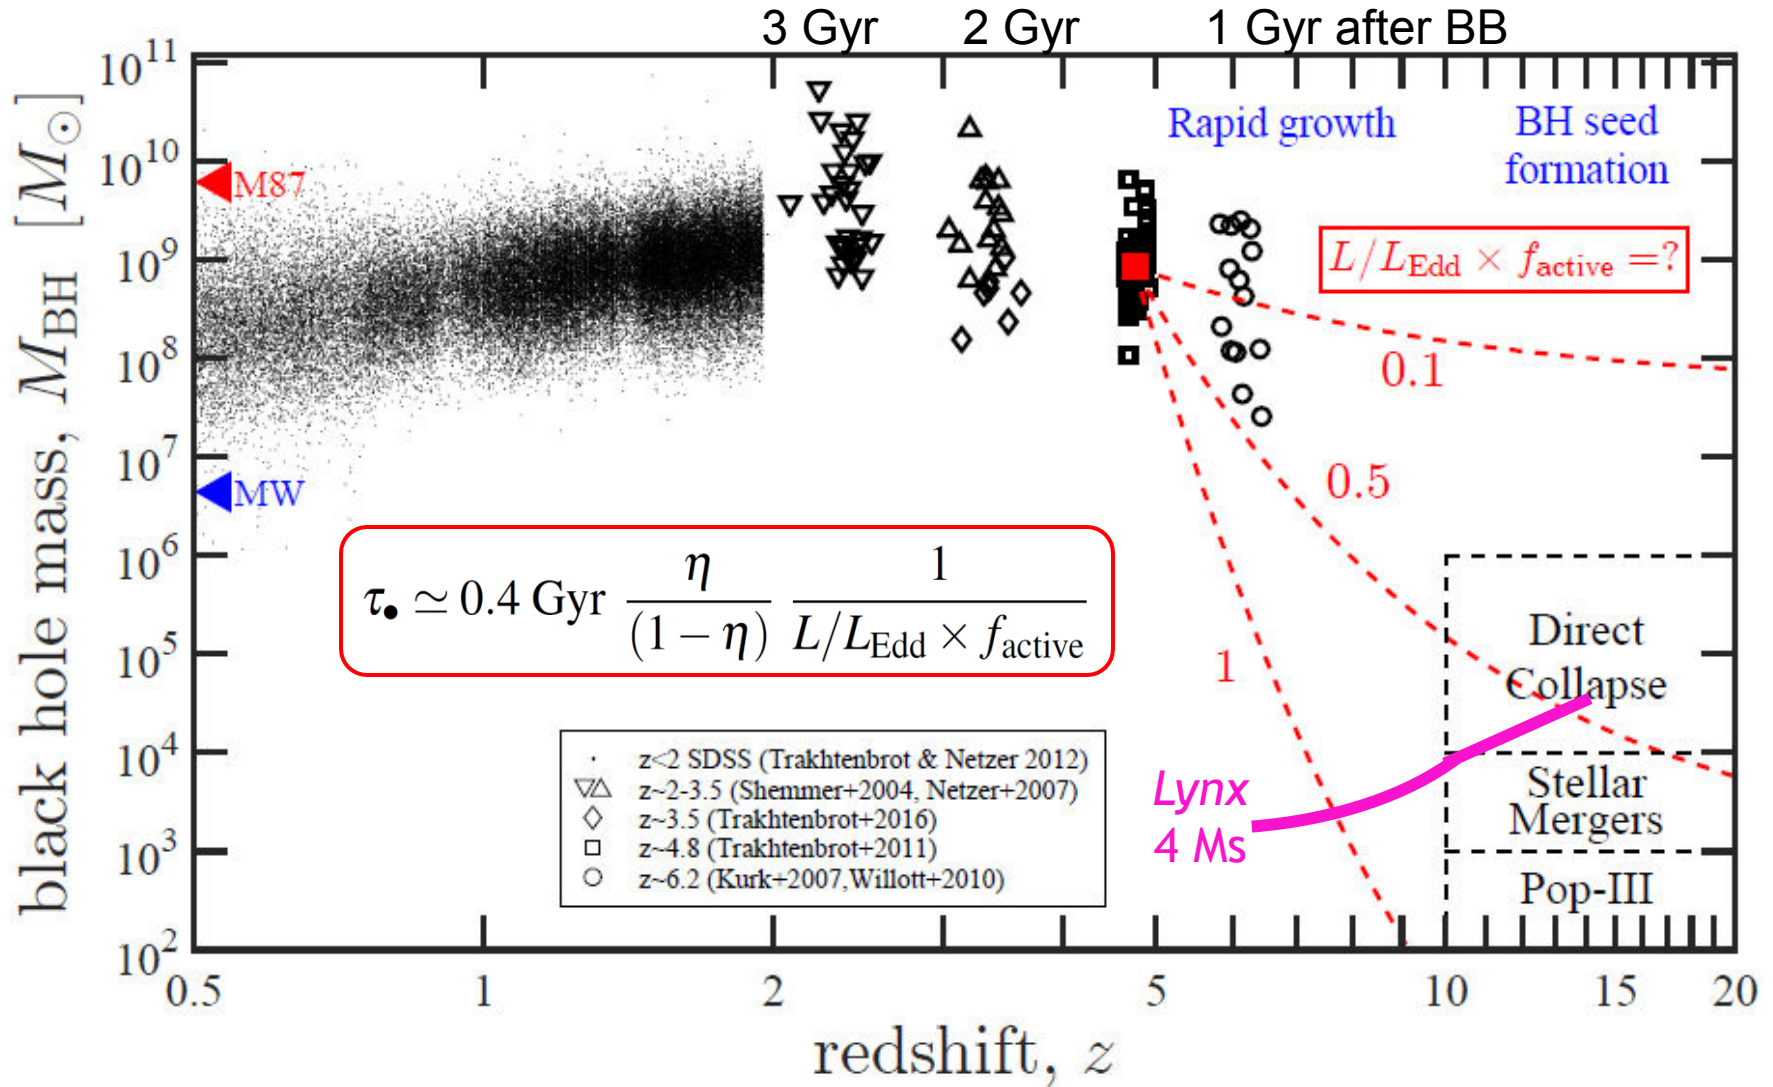 3 Gyr 2 Gyr 1 Gyr after BB
10^11
10^10
10^9
10^8
10^7
10^6
10^5
10^4
10^3
10^2
black hole mass, M_BH [M_⊙]
M87
MW
Rapid growth
BH seed
formation
L/L_Edd × f_active =?
0.1
0.5
1
τ_• ≃ 0.4 Gyr η/(1 − η) 1/(L/L_Edd × f_active)
Direct
Collapse
Stellar
Mergers
Pop-III
Lynx
4 Ms
z<2 SDSS (Trakhtenbrot & Netzer 2012)
z~2-3.5 (Shemmer+2004, Netzer+2007)
z~3.5 (Trakhtenbrot+2016)
z~4.8 (Trakhtenbrot+2011)
z~6.2 (Kurk+2007,Willott+2010)
0.5 1 2 5 10 15 20
redshift, z